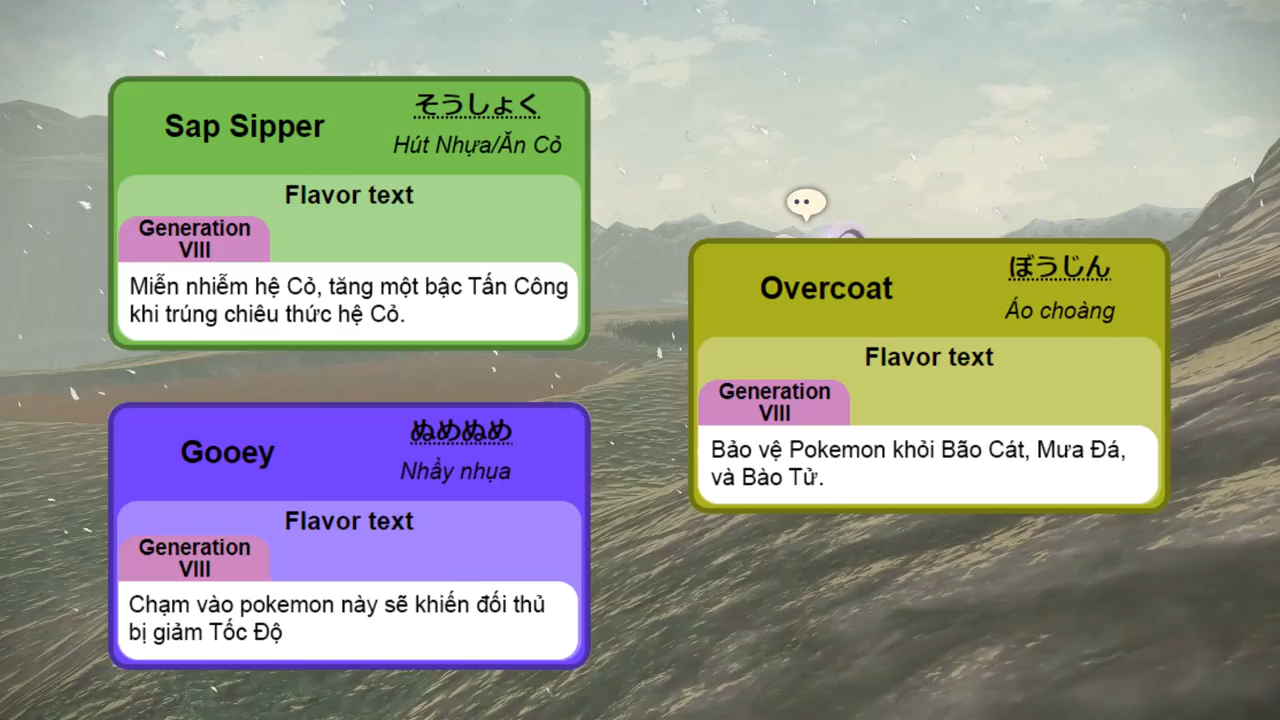 Sap Sipper
そうしょく
Hút Nhựa/Ăn Cỏ
Flavor text
Generation
VIII
Miễn nhiễm hệ Cỏ, tăng một bậc Tấn Công
khi trúng chiêu thức hệ Cỏ.
Gooey
ぬめぬめ
Nhầy nhụa
Flavor text
Generation
VIII
Chạm vào pokemon này sẽ khiến đối thủ
bị giảm Tốc Độ
Overcoat
ぼうじん
Áo choàng
Flavor text
Generation
VIII
Bảo vệ Pokemon khỏi Bão Cát, Mưa Đá,
và Bào Tử.